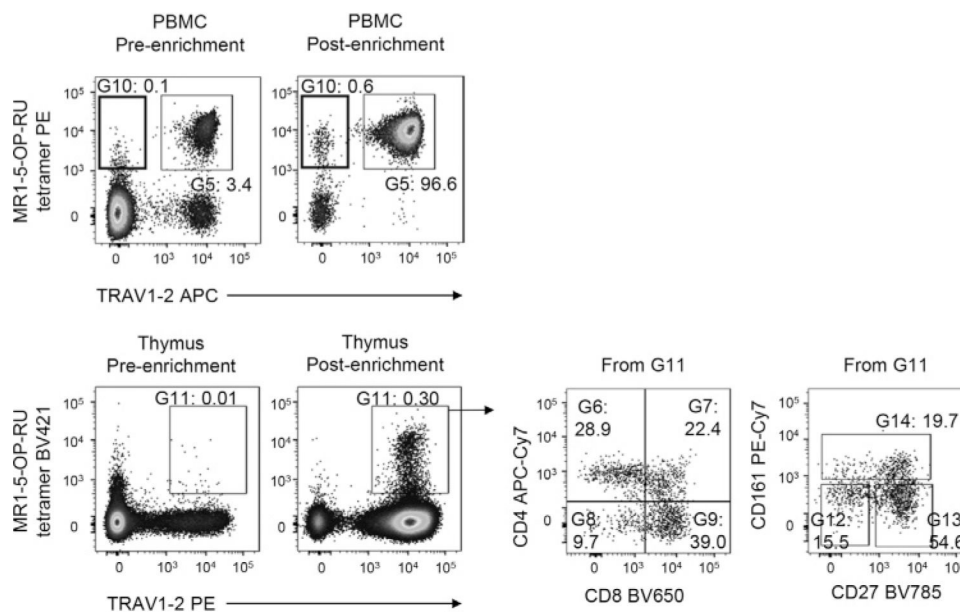 PBMC
Pre-enrichment
PBMC
Post-enrichment
MR1-5-OP-RU
tetramer PE
10⁵
10⁴
10³
0
G10: 0.1
G5: 3.4
0 10³ 10⁴ 10⁵
10⁵
10⁴
10³
0
G10: 0.6
G5: 96.6
0 10³ 10⁴ 10⁵
TRAV1-2 APC
Thymus
Pre-enrichment
Thymus
Post-enrichment
MR1-5-OP-RU
tetramer BV421
10⁵
10⁴
10³
0
G11: 0.01
0 10³ 10⁴ 10⁵
10⁵
10⁴
10³
0
G11: 0.30
0 10³ 10⁴ 10⁵
TRAV1-2 PE
From G11
CD4 APC-Cy7
10⁵
10⁴
10³
0
G6:
28.9
G7:
22.4
G8:
9.7
G9:
39.0
0 10³ 10⁴ 10⁵
CD8 BV650
From G11
CD161 PE-Cy7
10⁵
10⁴
10³
0
G14: 19.7
G12:
15.5
G13:
54.6
0 10³ 10⁴ 10⁵
CD27 BV785